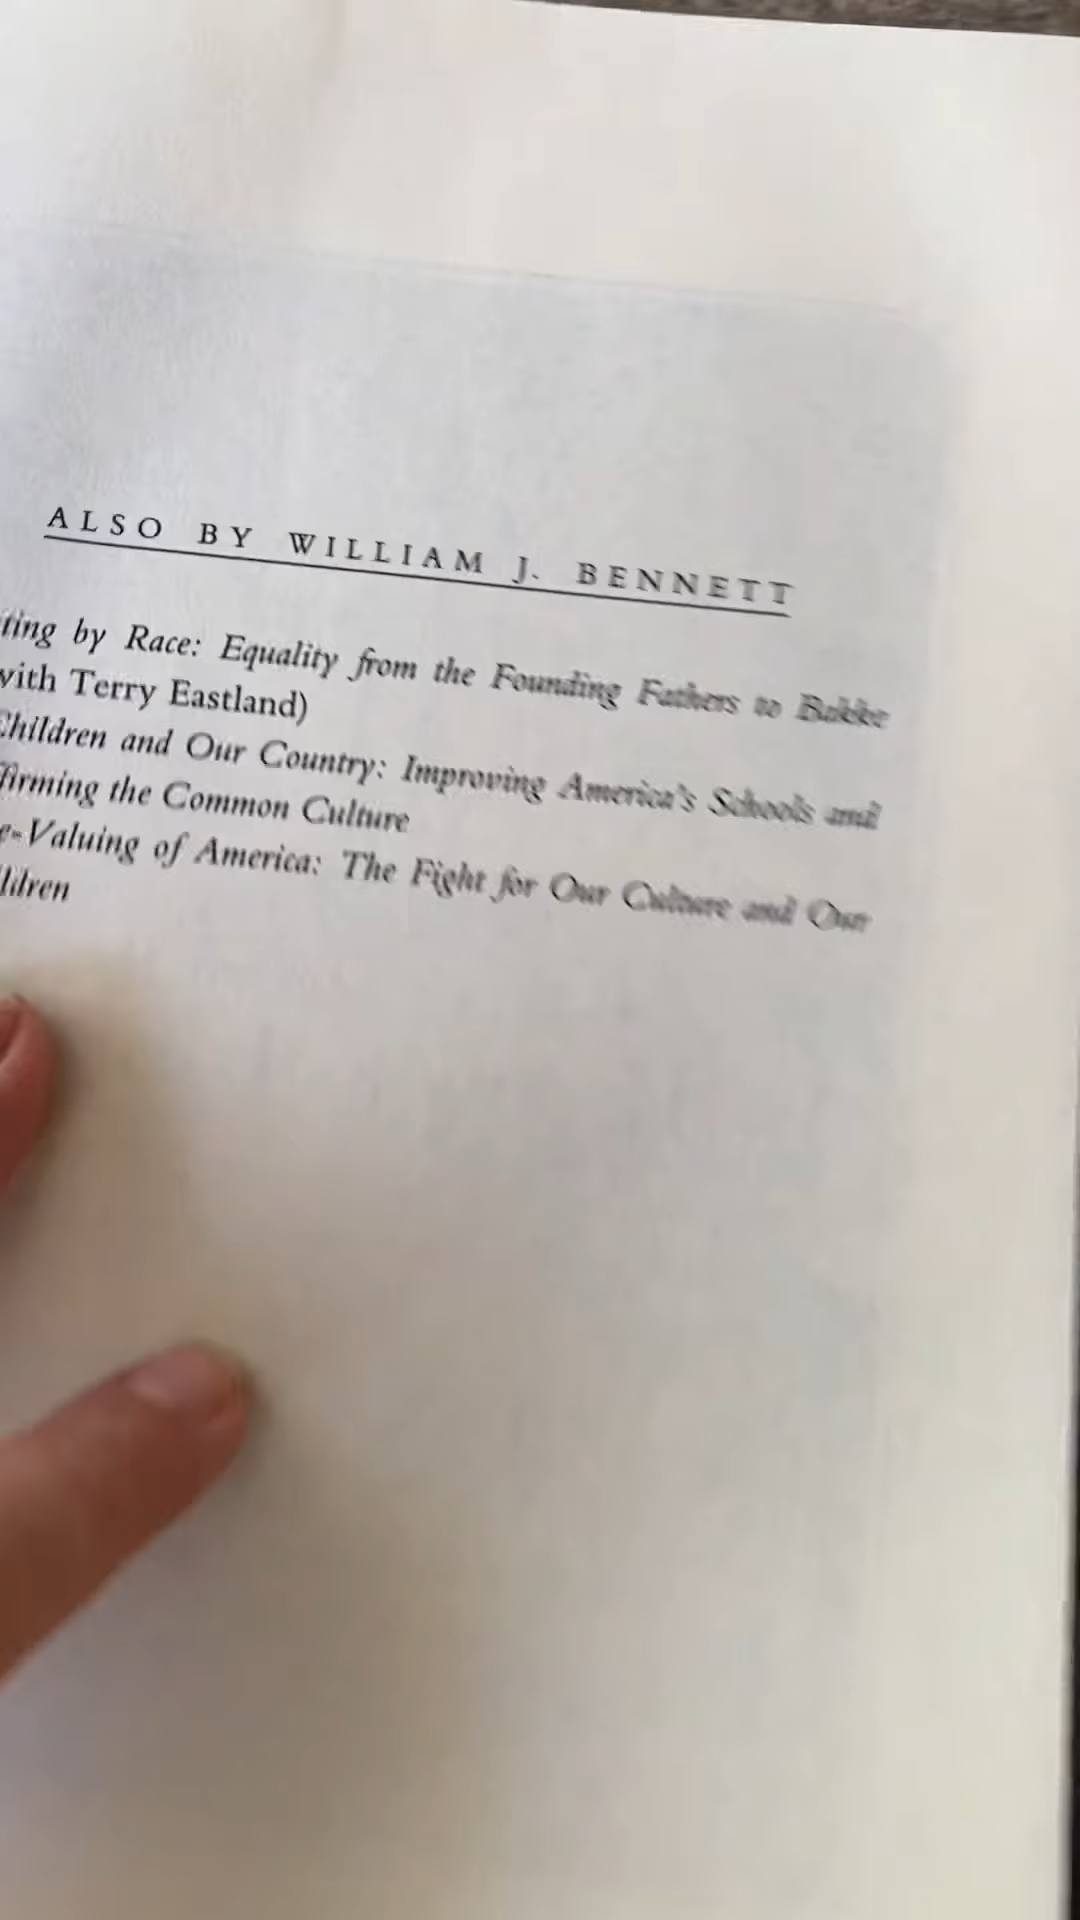 ALSO BY WILLIAM J. BENNETT
ting by Race: Equality from the Founding Fathers to Bakke
with Terry Eastland)
Children and Our Country: Improving America's Schools and
firming the Common Culture
e-Valuing of America: The Fight for Our Culture and Our
ldren